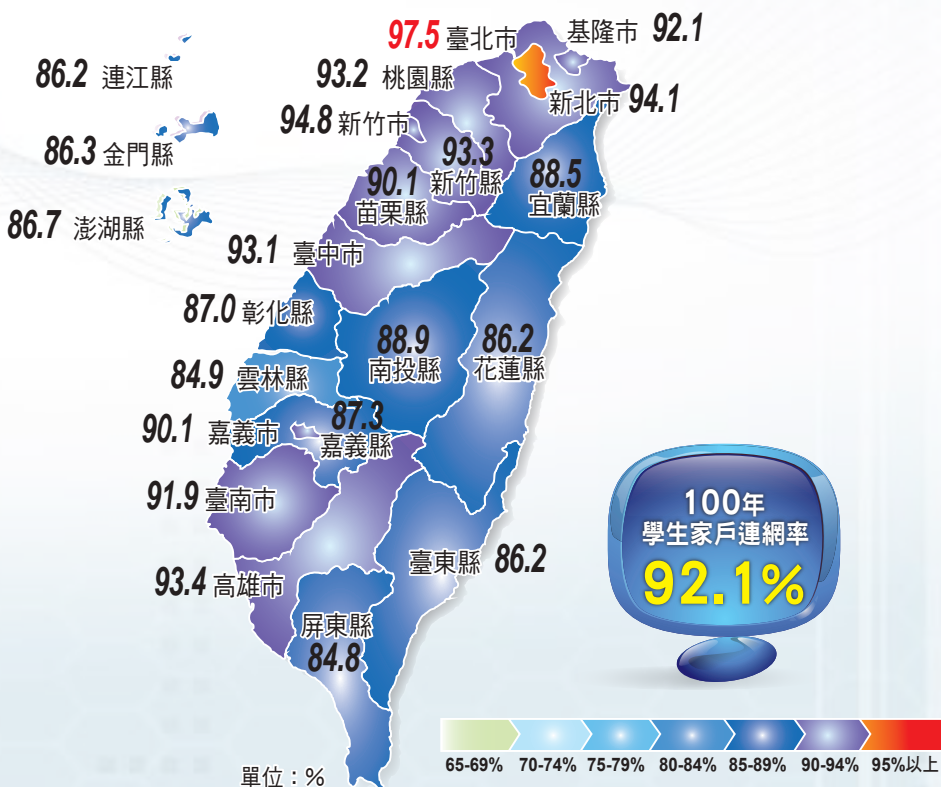 97.5 臺北市
基隆市 92.1
86.2 連江縣
93.2 桃園縣
新北市 94.1
94.8 新竹市
86.3 金門縣
93.3
新竹縣
90.1
苗栗縣
88.5
宜蘭縣
86.7 澎湖縣
93.1 臺中市
87.0 彰化縣
88.9
南投縣
86.2
花蓮縣
84.9 雲林縣
90.1 嘉義市
87.3
嘉義縣
91.9 臺南市
100年
學生家戶連網率
92.1%
臺東縣 86.2
93.4 高雄市
屏東縣
84.8
65-69% 70-74% 75-79% 80-84% 85-89% 90-94% 95%以上
單位：%